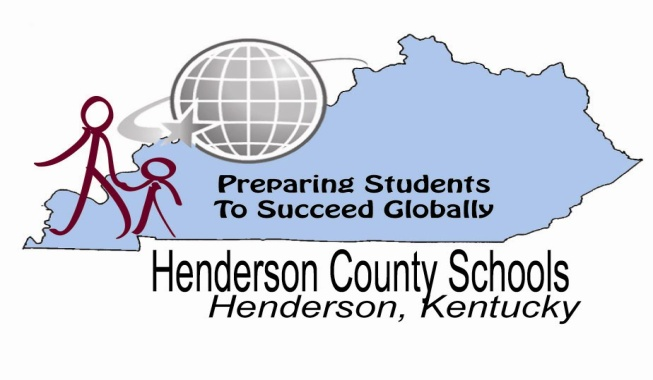 Preparing Students
To Succeed Globally
Henderson County Schools
Henderson, Kentucky